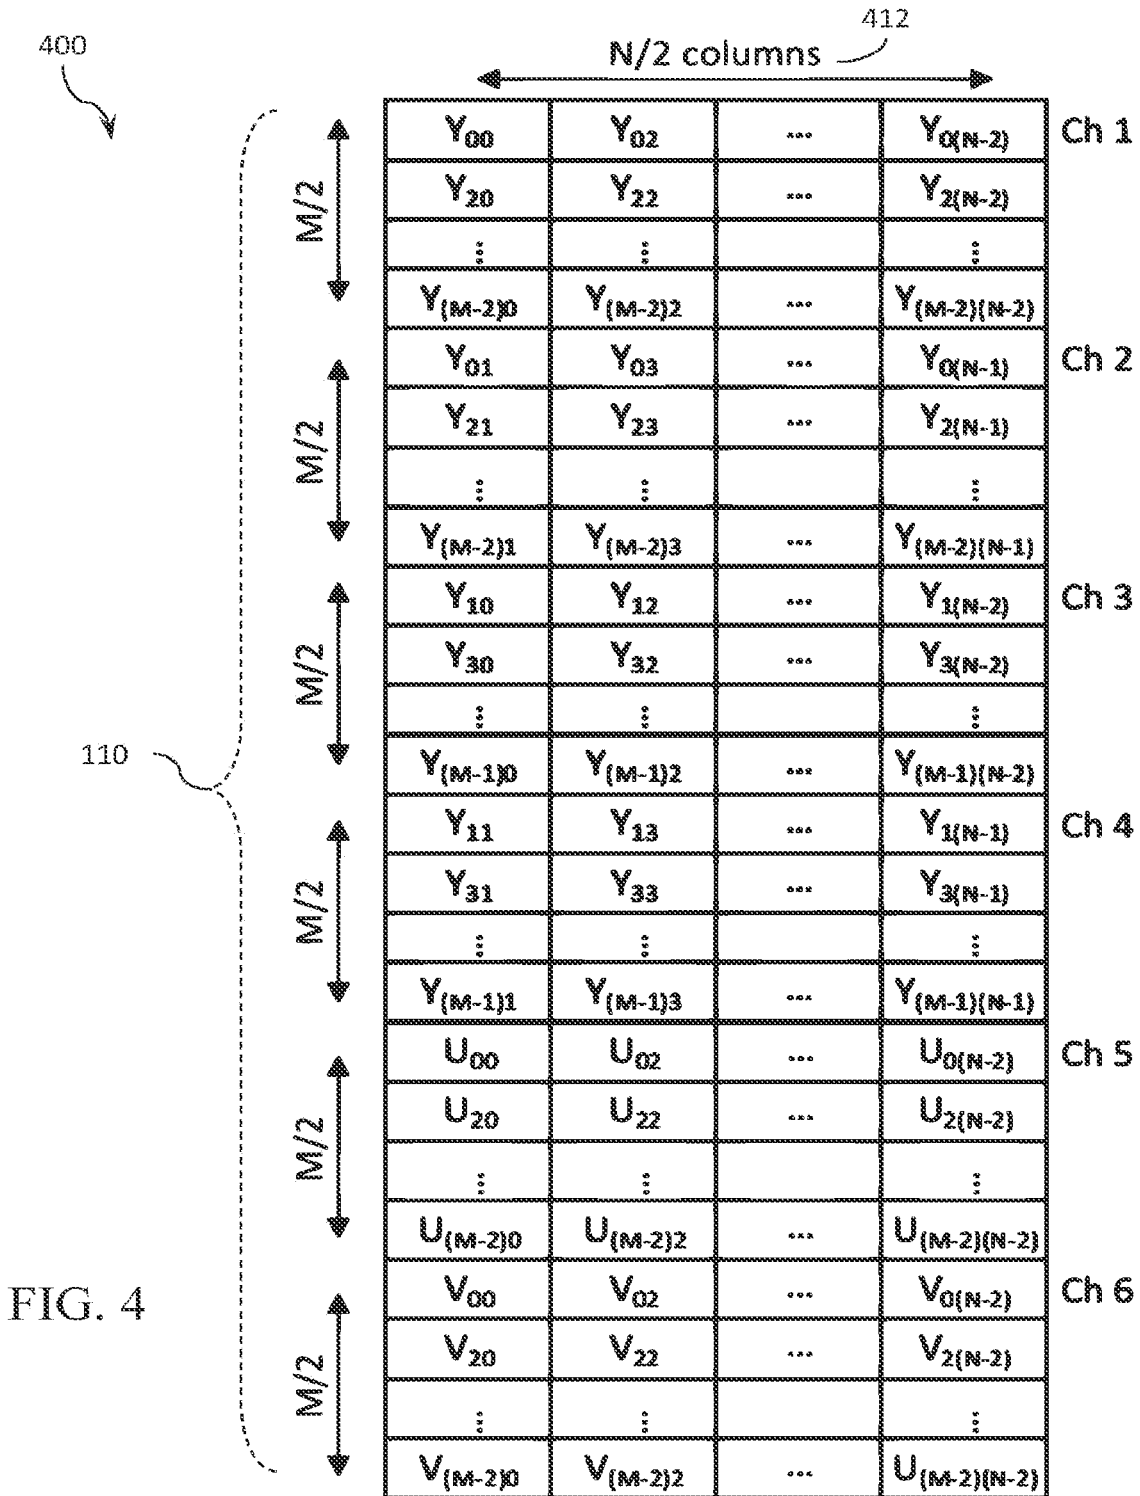 400
N/2 columns 412
Y00 Y02 ... Y0(N-2) Ch 1
Y20 Y22 ... Y2(N-2)
M/2
... ... ...
Y(M-2)0 Y(M-2)2 ... Y(M-2)(N-2)
Y01 Y03 ... Y0(N-1) Ch 2
Y21 Y23 ... Y2(N-1)
M/2
... ... ...
Y(M-2)1 Y(M-2)3 ... Y(M-2)(N-1)
Y10 Y12 ... Y1(N-2) Ch 3
Y30 Y32 ... Y3(N-2)
M/2
... ... ...
110
Y(M-1)0 Y(M-1)2 ... Y(M-1)(N-2)
Y11 Y13 ... Y1(N-1) Ch 4
Y31 Y33 ... Y3(N-1)
M/2
... ... ...
Y(M-1)1 Y(M-1)3 ... Y(M-1)(N-1)
U00 U02 ... U0(N-2) Ch 5
U20 U22 ... U2(N-2)
M/2
... ... ...
U(M-2)0 U(M-2)2 ... U(M-2)(N-2)
V00 V02 ... V0(N-2) Ch 6
FIG. 4
V20 V22 ... V2(N-2)
M/2
... ... ...
V(M-2)0 V(M-2)2 ... U(M-2)(N-2)